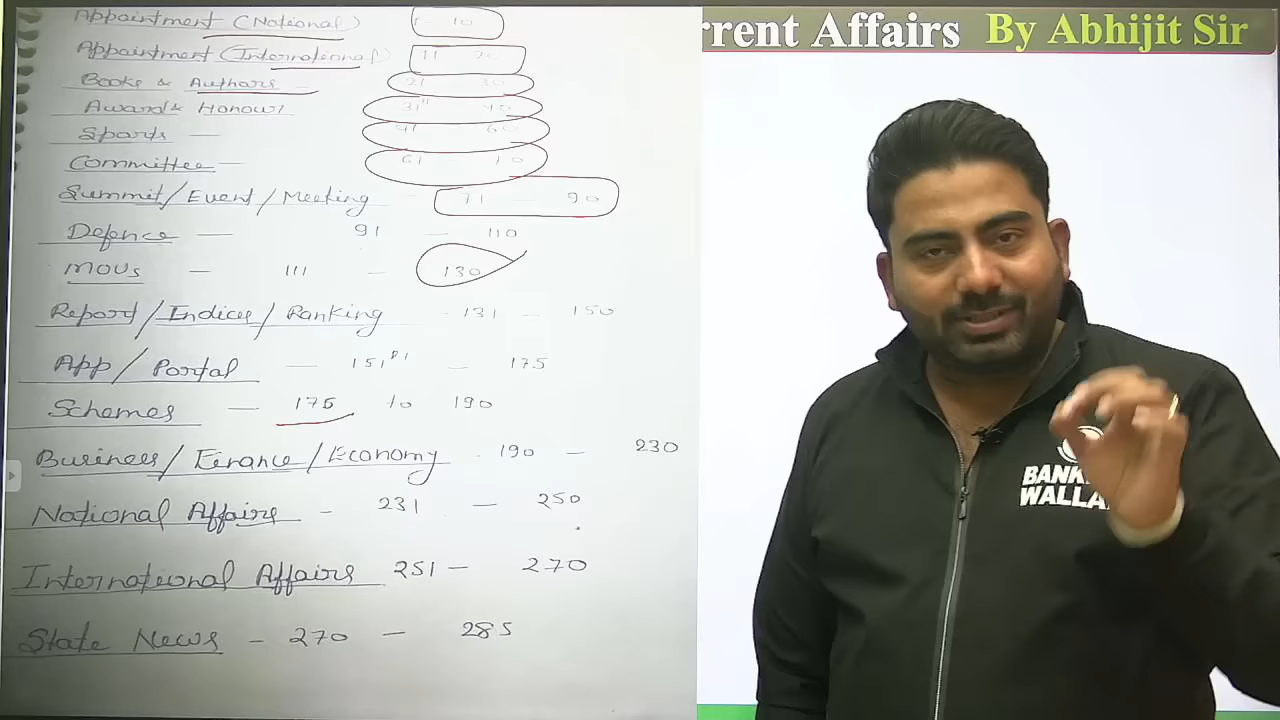 Appointment (National) 1 - 10
Appointment (International) 11 20
Books & Authors - 21 30
Award & Honour 31 40
Sports - 41 60
Committee - 61 - 70
Summit/Event/Meeting 71 - 90
Defence - 91 - 110
MOUs - 111 - 130
Report/Indices/Ranking - 131 - 150
App/Portal - 151 - 175
Schemes - 175 to 190
Business/Finance/Economy - 190 - 230
National Affairs - 231 - 250
International Affairs 251 - 270
State News - 270 - 285
rrent Affairs By Abhijit Sir
BANK
WALLA